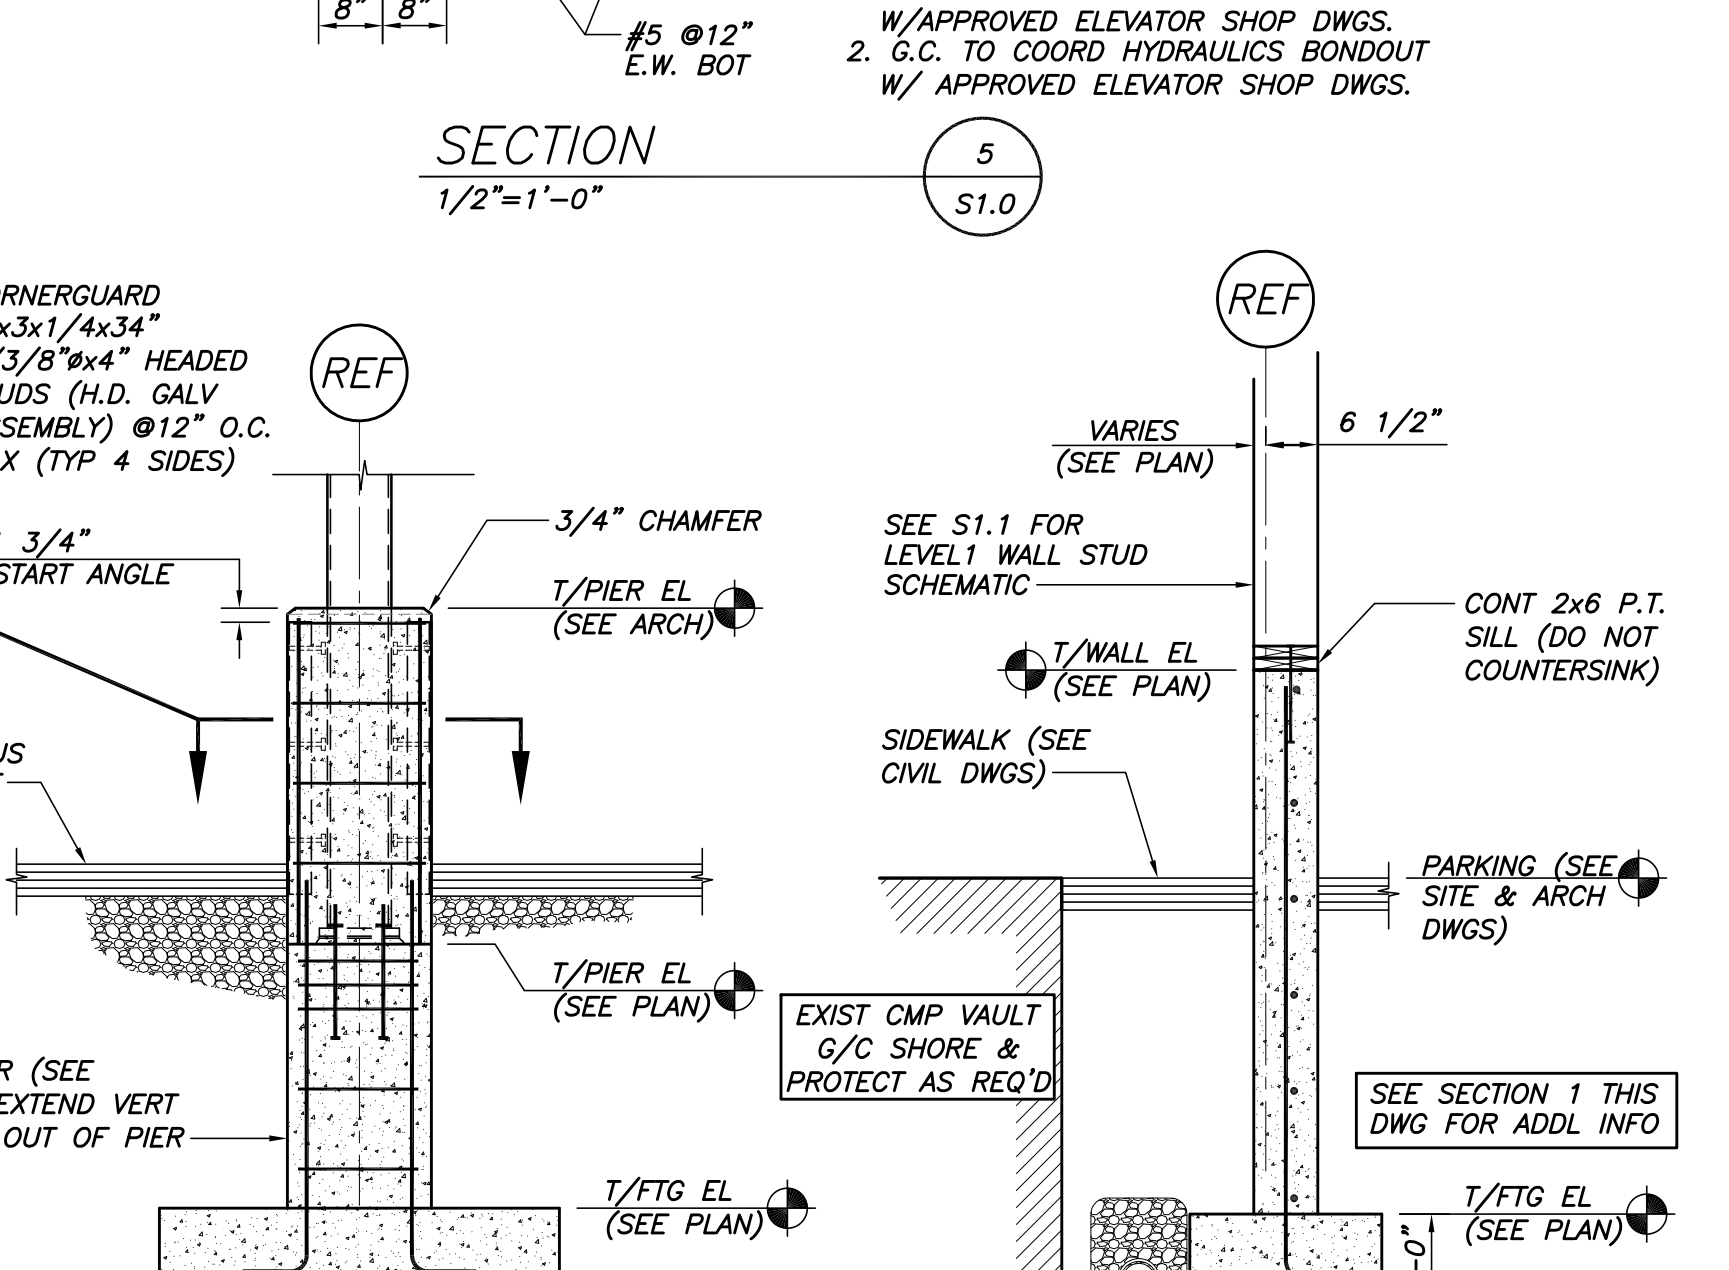 8" 8"
#5 @12"
E.W. BOT
W/APPROVED ELEVATOR SHOP DWGS.
2. G.C. TO COORD HYDRAULICS BONDOUT
W/ APPROVED ELEVATOR SHOP DWGS.
SECTION
1/2"=1'-0"
5
S1.0
x3x1/4x34"
3/8"øx4" HEADED
(H.D. GALV
@12" O.C.
(TYP 4 SIDES)
REF
3/4"
START ANGLE
3/4" CHAMFER
T/PIER EL
(SEE ARCH)
T/PIER EL
(SEE PLAN)
(SEE
EXTEND VERT
OUT OF PIER
T/FTG EL
(SEE PLAN)
REF
VARIES
(SEE PLAN)
6 1/2"
SEE S1.1 FOR
LEVEL1 WALL STUD
SCHEMATIC
T/WALL EL
(SEE PLAN)
CONT 2x6 P.T.
SILL (DO NOT
COUNTERSINK)
SIDEWALK (SEE
CIVIL DWGS)
PARKING (SEE
SITE & ARCH
DWGS)
EXIST CMP VAULT
G/C SHORE &
PROTECT AS REQ'D
SEE SECTION 1 THIS
DWG FOR ADDL INFO
T/FTG EL
(SEE PLAN)
-0"